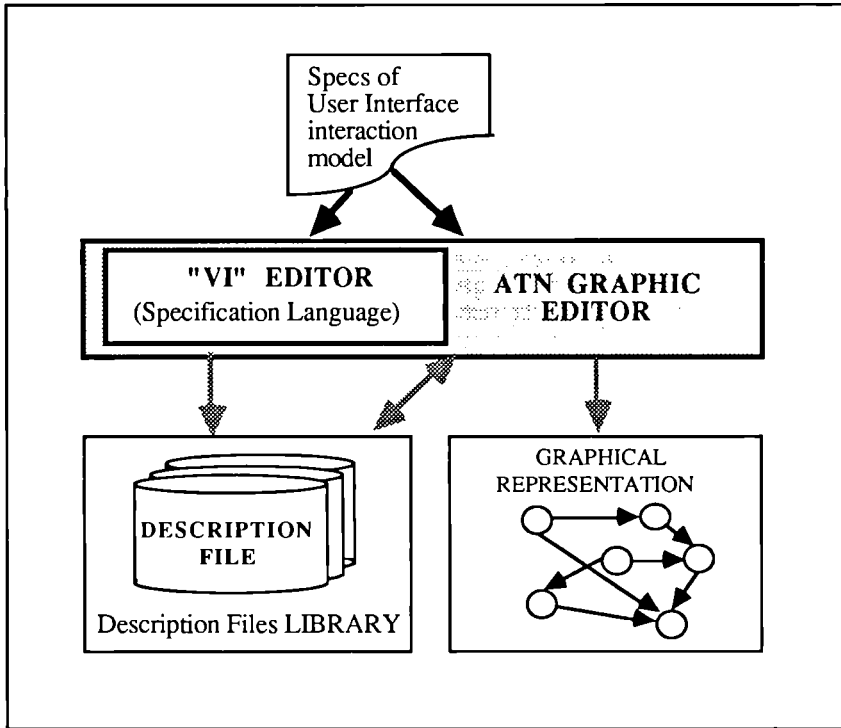 Specs of
User Interface
interaction
model
"VI" EDITOR
(Specification Language)
ATN GRAPHIC
EDITOR
DESCRIPTION
FILE
Description Files LIBRARY
GRAPHICAL
REPRESENTATION